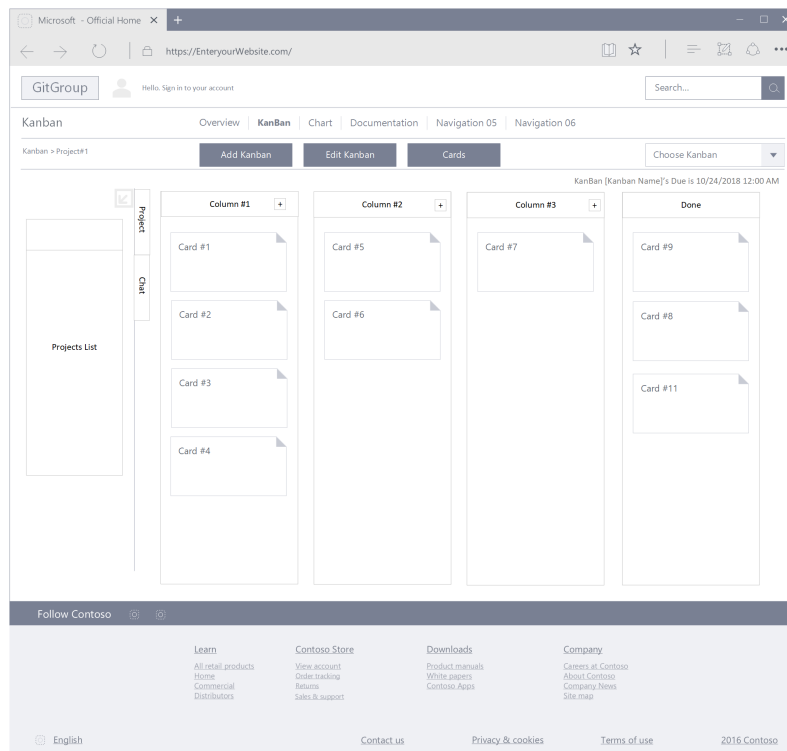 Microsoft - Official Home
https://EnteryourWebsite.com/
GitGroup
Hello. Sign in to your account
Search...
Kanban
Overview
KanBan
Chart
Documentation
Navigation 05
Navigation 06
Kanban > Project#1
Add Kanban
Edit Kanban
Cards
Choose Kanban
KanBan [Kanban Name]'s Due is 10/24/2018 12:00 AM
Projects List
Project
Chat
Column #1
+
Card #1
Card #2
Card #3
Card #4
Column #2
+
Card #5
Card #6
Column #3
+
Card #7
Done
Card #9
Card #8
Card #11
Follow Contoso
Learn
All retail products
Home
Commercial
Distributors
Contoso Store
View account
Order tracking
Returns
Sales & support
Downloads
Product manuals
White papers
Contoso Apps
Company
Careers at Contoso
About Contoso
Company News
Site map
English
Contact us
Privacy & cookies
Terms of use
2016 Contoso